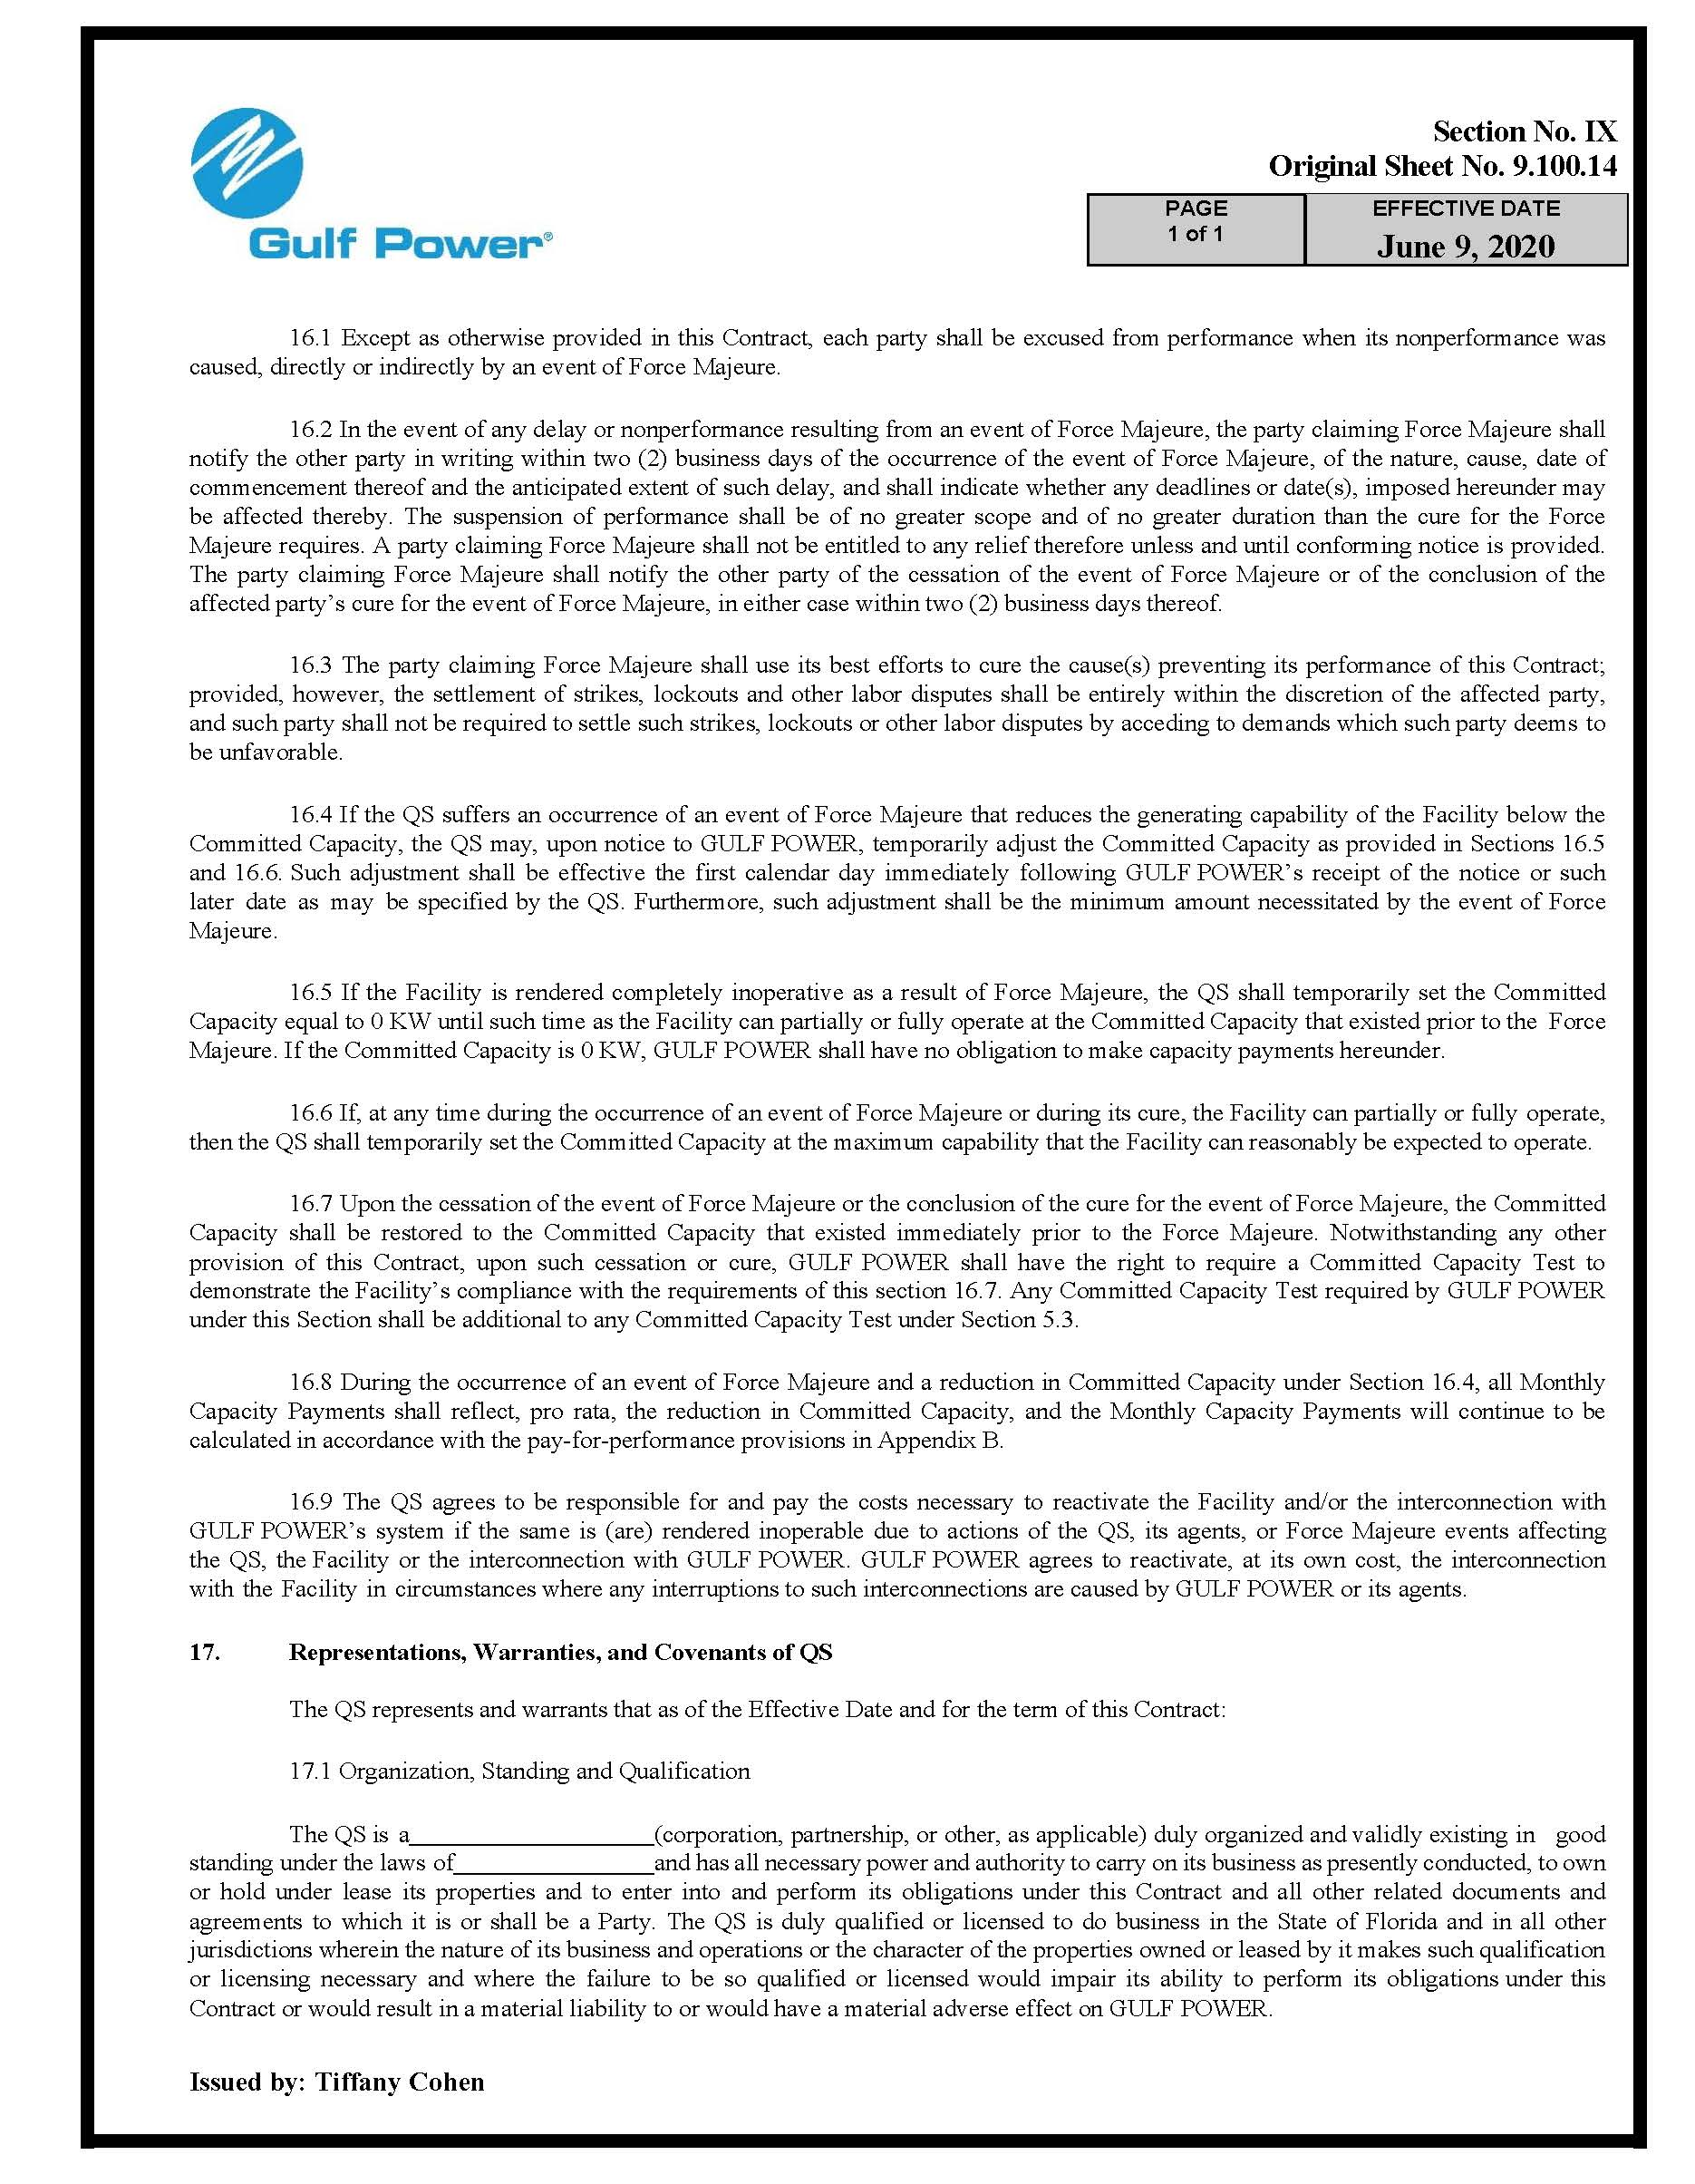 Section No. IX
Original Sheet No. 9.100.14
Gulf Power®
PAGE
1 of 1
EFFECTIVE DATE
June 9, 2020
16.1 Except as otherwise provided in this Contract, each party shall be excused from performance when its nonperformance was
caused, directly or indirectly by an event of Force Majeure.
16.2 In the event of any delay or nonperformance resulting from an event of Force Majeure, the party claiming Force Majeure shall
notify the other party in writing within two (2) business days of the occurrence of the event of Force Majeure, of the nature, cause, date of
commencement thereof and the anticipated extent of such delay, and shall indicate whether any deadlines or date(s), imposed hereunder may
be affected thereby. The suspension of performance shall be of no greater scope and of no greater duration than the cure for the Force
Majeure requires. A party claiming Force Majeure shall not be entitled to any relief therefore unless and until conforming notice is provided.
The party claiming Force Majeure shall notify the other party of the cessation of the event of Force Majeure or of the conclusion of the
affected party’s cure for the event of Force Majeure, in either case within two (2) business days thereof.
16.3 The party claiming Force Majeure shall use its best efforts to cure the cause(s) preventing its performance of this Contract;
provided, however, the settlement of strikes, lockouts and other labor disputes shall be entirely within the discretion of the affected party,
and such party shall not be required to settle such strikes, lockouts or other labor disputes by acceding to demands which such party deems to
be unfavorable.
16.4 If the QS suffers an occurrence of an event of Force Majeure that reduces the generating capability of the Facility below the
Committed Capacity, the QS may, upon notice to GULF POWER, temporarily adjust the Committed Capacity as provided in Sections 16.5
and 16.6. Such adjustment shall be effective the first calendar day immediately following GULF POWER’s receipt of the notice or such
later date as may be specified by the QS. Furthermore, such adjustment shall be the minimum amount necessitated by the event of Force
Majeure.
16.5 If the Facility is rendered completely inoperative as a result of Force Majeure, the QS shall temporarily set the Committed
Capacity equal to 0 KW until such time as the Facility can partially or fully operate at the Committed Capacity that existed prior to the Force
Majeure. If the Committed Capacity is 0 KW, GULF POWER shall have no obligation to make capacity payments hereunder.
16.6 If, at any time during the occurrence of an event of Force Majeure or during its cure, the Facility can partially or fully operate,
then the QS shall temporarily set the Committed Capacity at the maximum capability that the Facility can reasonably be expected to operate.
16.7 Upon the cessation of the event of Force Majeure or the conclusion of the cure for the event of Force Majeure, the Committed
Capacity shall be restored to the Committed Capacity that existed immediately prior to the Force Majeure. Notwithstanding any other
provision of this Contract, upon such cessation or cure, GULF POWER shall have the right to require a Committed Capacity Test to
demonstrate the Facility’s compliance with the requirements of this section 16.7. Any Committed Capacity Test required by GULF POWER
under this Section shall be additional to any Committed Capacity Test under Section 5.3.
16.8 During the occurrence of an event of Force Majeure and a reduction in Committed Capacity under Section 16.4, all Monthly
Capacity Payments shall reflect, pro rata, the reduction in Committed Capacity, and the Monthly Capacity Payments will continue to be
calculated in accordance with the pay-for-performance provisions in Appendix B.
16.9 The QS agrees to be responsible for and pay the costs necessary to reactivate the Facility and/or the interconnection with
GULF POWER’s system if the same is (are) rendered inoperable due to actions of the QS, its agents, or Force Majeure events affecting
the QS, the Facility or the interconnection with GULF POWER. GULF POWER agrees to reactivate, at its own cost, the interconnection
with the Facility in circumstances where any interruptions to such interconnections are caused by GULF POWER or its agents.
17. Representations, Warranties, and Covenants of QS
The QS represents and warrants that as of the Effective Date and for the term of this Contract:
17.1 Organization, Standing and Qualification
The QS is a____________________(corporation, partnership, or other, as applicable) duly organized and validly existing in good
standing under the laws of________________and has all necessary power and authority to carry on its business as presently conducted, to own
or hold under lease its properties and to enter into and perform its obligations under this Contract and all other related documents and
agreements to which it is or shall be a Party. The QS is duly qualified or licensed to do business in the State of Florida and in all other
jurisdictions wherein the nature of its business and operations or the character of the properties owned or leased by it makes such qualification
or licensing necessary and where the failure to be so qualified or licensed would impair its ability to perform its obligations under this
Contract or would result in a material liability to or would have a material adverse effect on GULF POWER.
Issued by: Tiffany Cohen